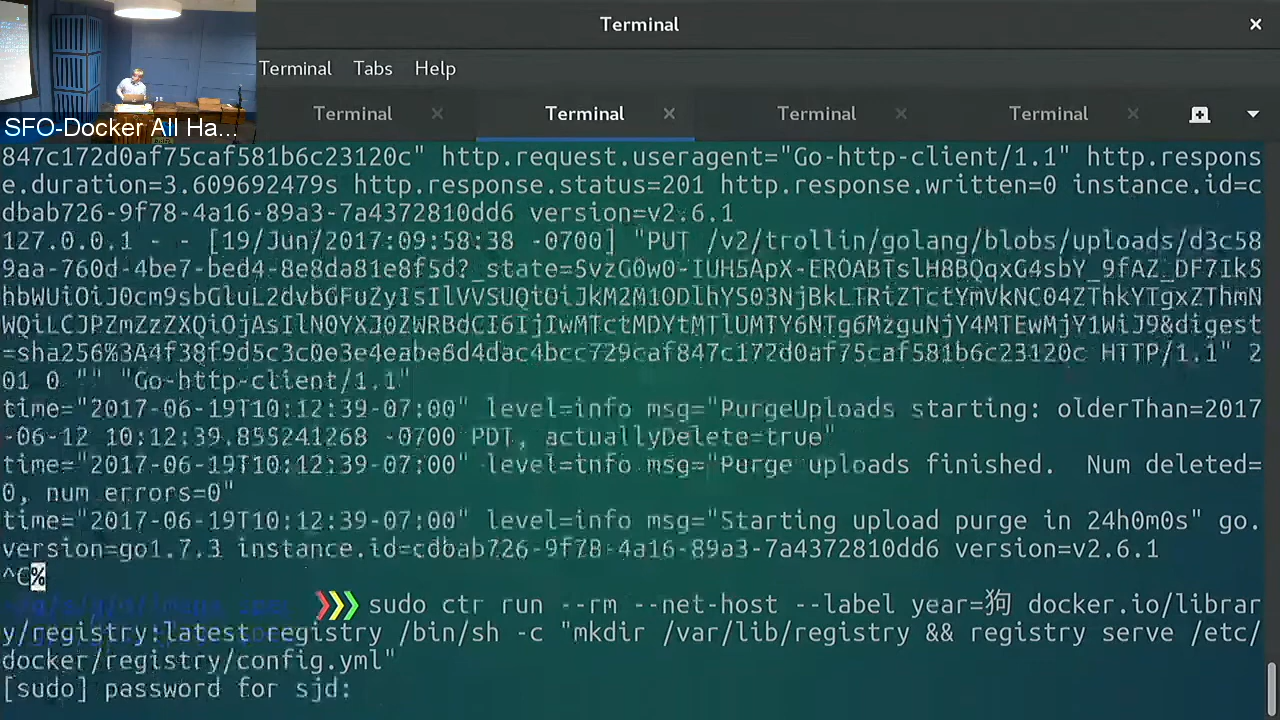 Terminal
Terminal Tabs Help
Terminal Terminal Terminal Terminal
SFO-Docker All Ha...
847c172d0af75caf581b6c23120c" http.request.useragent="Go-http-client/1.1" http.respons
e.duration=3.609692479s http.response.status=201 http.response.written=0 instance.id=c
dbab726-9f78-4a16-89a3-7a4372810dd6 version=v2.6.1
127.0.0.1 - - [19/Jun/2017:09:58:38 -0700] "PUT /v2/trollin/golang/blobs/uploads/d3c58
9aa-760d-4be7-bed4-8e8da81e8f5d?
=sha256%3A4f38f9d5c3c0e3e4eabe6d4dac4bcc729caf847c172d0af75caf581b6c23120c HTTP/1.1" 2
01 0 "" "Go-http-client/1.1"
time="2017-06-19T10:12:39-07:00" level=info msg="PurgeUploads starting: olderThan=2017
-06-12 10:12:39.855241268 -0700 PDT, actuallyDelete=true"
time="2017-06-19T10:12:39-07:00" level=info msg="Purge uploads finished.  Num deleted=
0, num errors=0"
time="2017-06-19T10:12:39-07:00" level=info msg="Starting upload purge in 24h0m0s" go.
version=go1.7.3 instance.id=cdbab726-9f78-4a16-89a3-7a4372810dd6 version=v2.6.1
^C%
sudo ctr run --rm --net-host --label year=狗 docker.io/librar
y/registry:latest registry /bin/sh -c "mkdir /var/lib/registry && registry serve /etc/
docker/registry/config.yml"
[sudo] password for sjd: